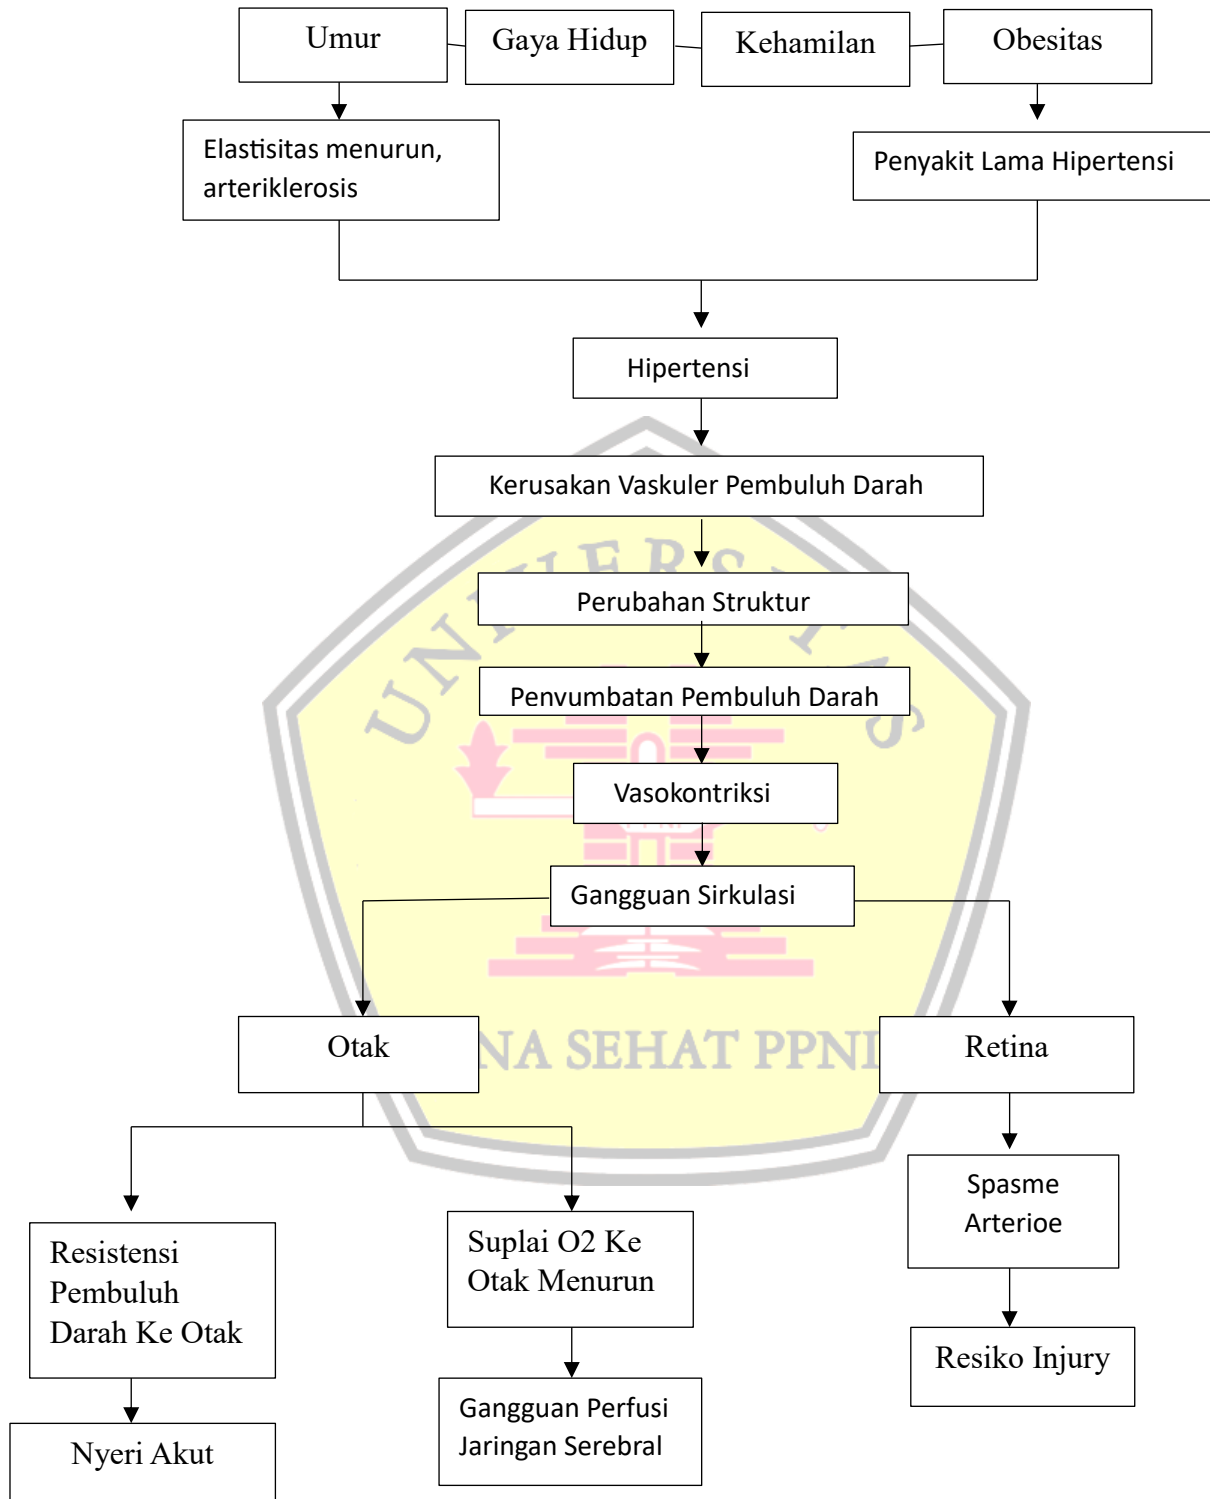 Umur
Gaya Hidup
Kehamilan
Obesitas
Elastisitas menurun,
arteriklerosis
Penyakit Lama Hipertensi
Hipertensi
Kerusakan Vaskuler Pembuluh Darah
UNIVERSITAS
Perubahan Struktur
Penvumbatan Pembuluh Darah
Vasokontriksi
Gangguan Sirkulasi
Otak
NA SEHAT PPNI
Retina
Spasme
Arterioe
Resistensi
Pembuluh
Darah Ke Otak
Suplai O2 Ke
Otak Menurun
Resiko Injury
Gangguan Perfusi
Jaringan Serebral
Nyeri Akut